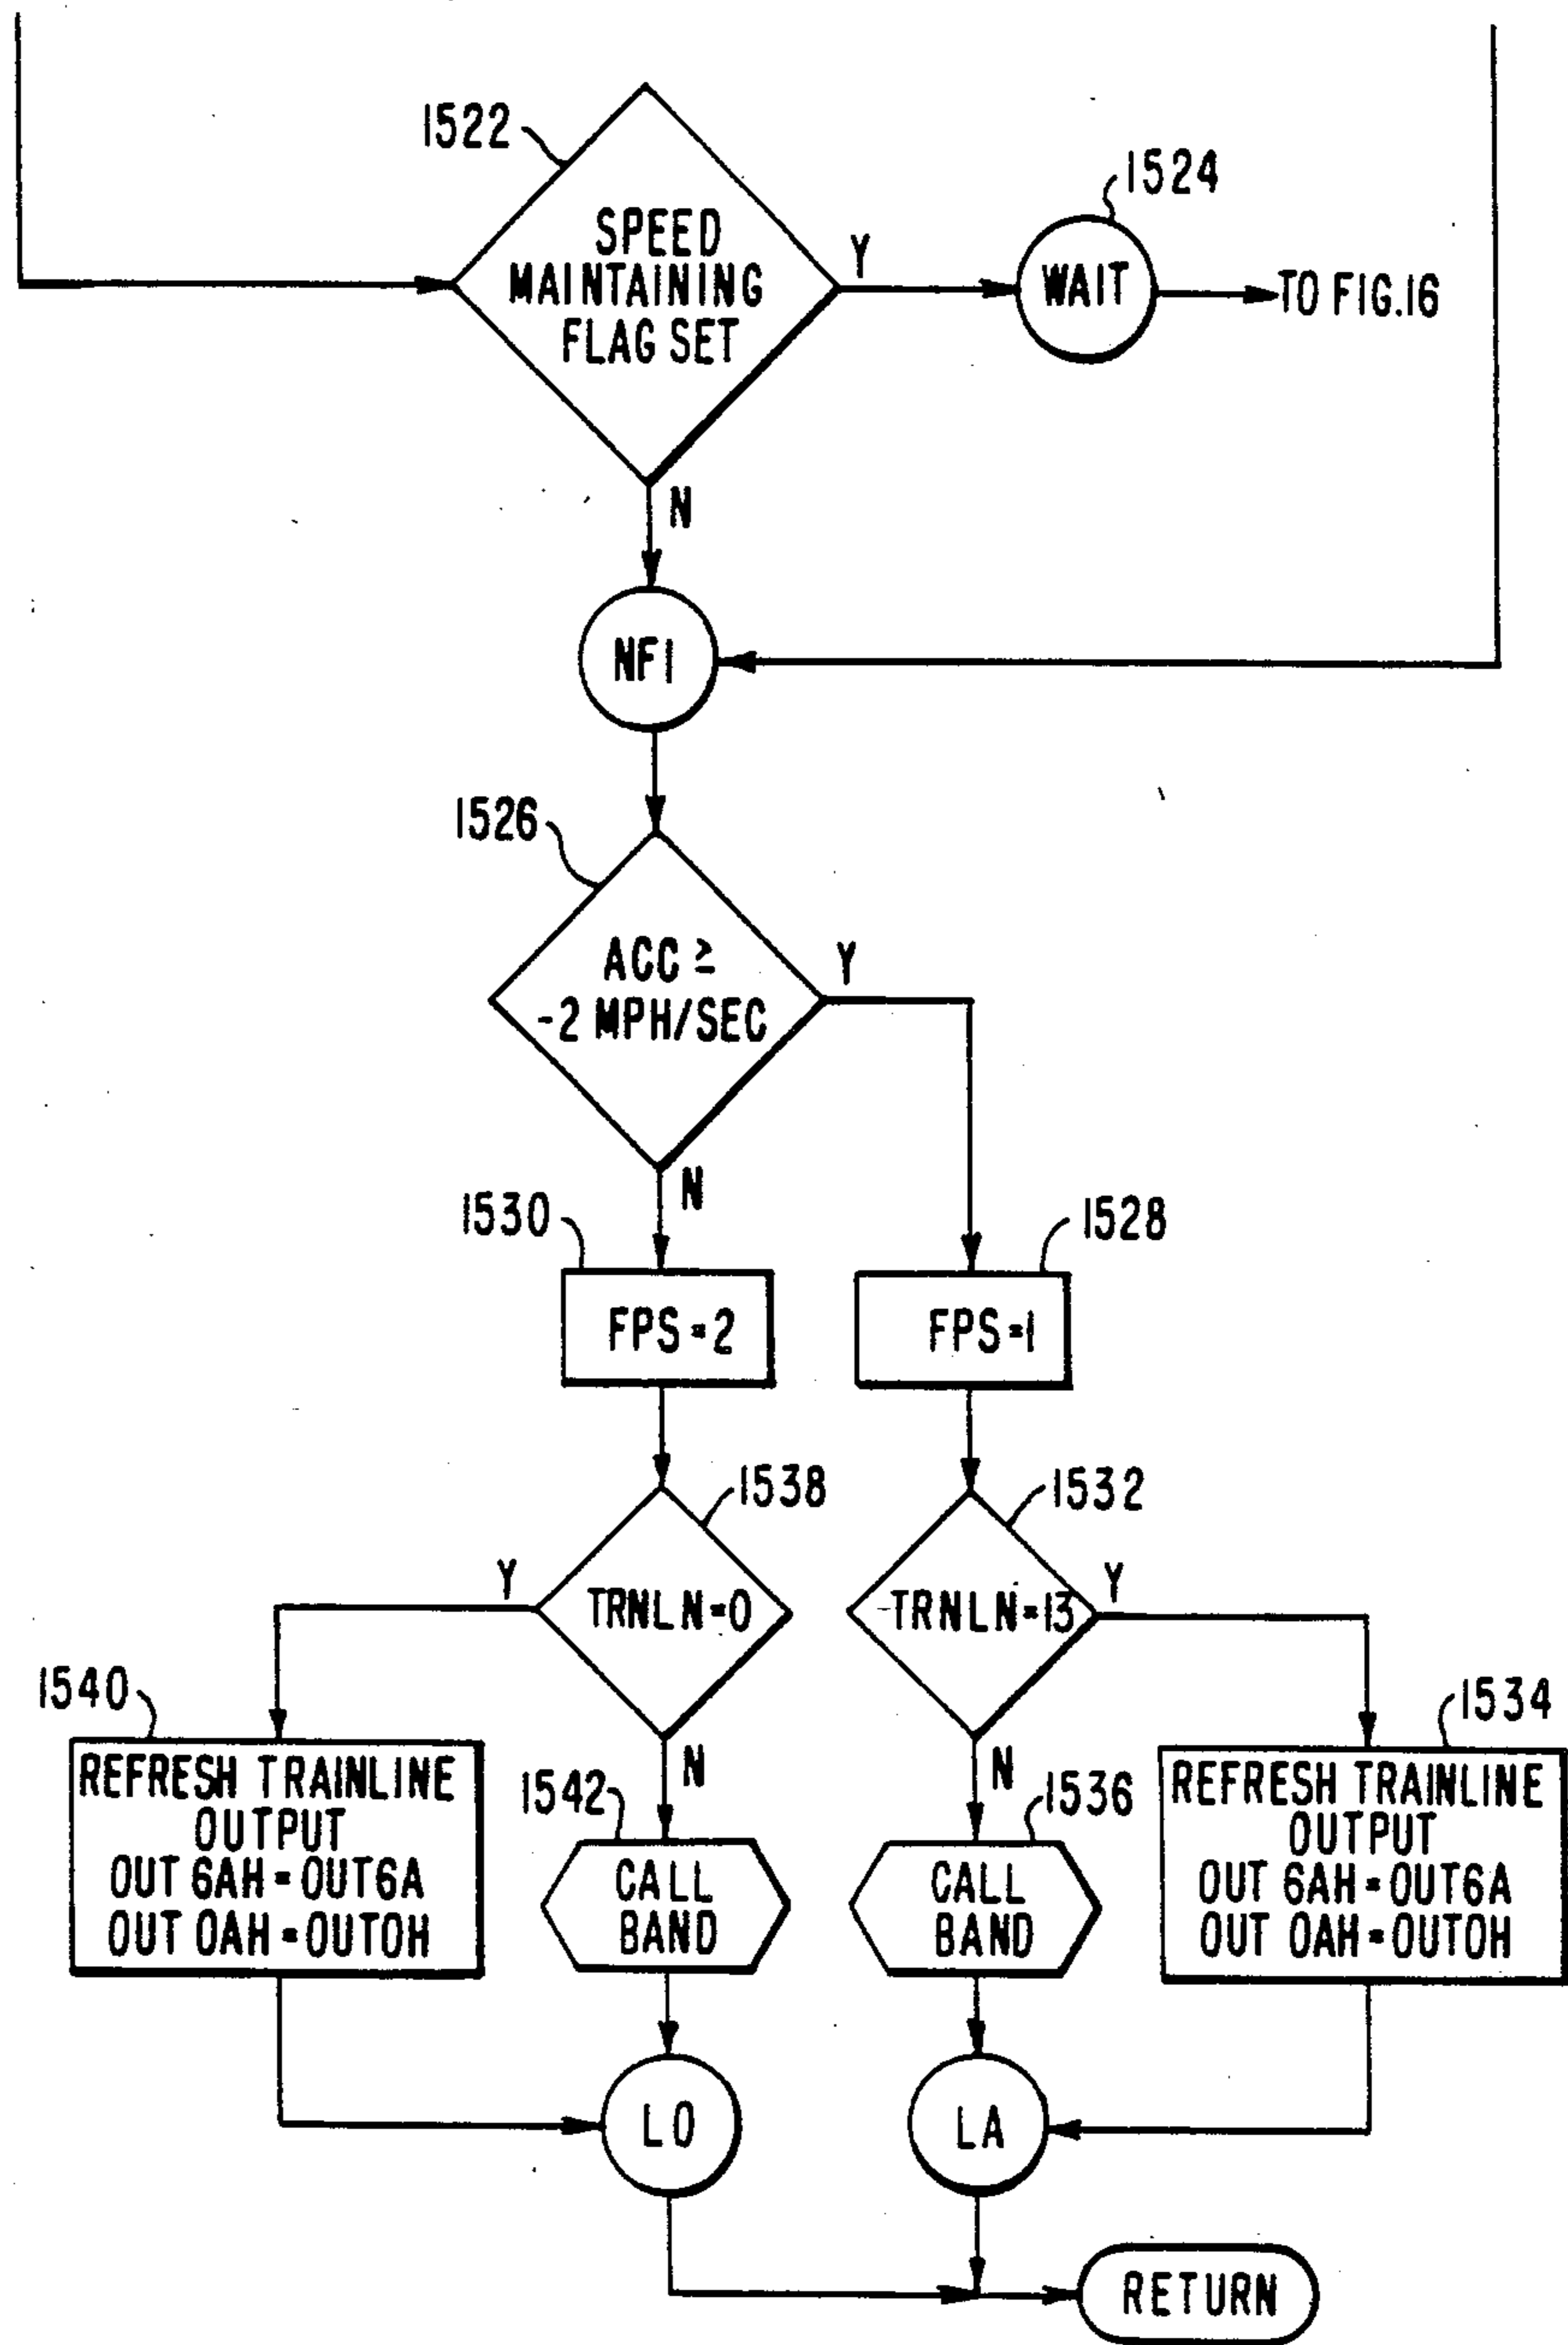 1522
SPEED
MAINTAINING
FLAG SET
Y
1524
WAIT
TO FIG.16
N
NF1
1526
ACC ≥
-2 MPH/SEC
Y
N
1530
FPS=2
1528
FPS=1
1538
TRNLN=0
Y
N
1532
TRNLN=13
Y
N
1540
REFRESH TRAINLINE
OUTPUT
OUT 6AH=OUT6A
OUT 0AH=OUT0H
1542
CALL
BAND
1536
CALL
BAND
1534
REFRESH TRAINLINE
OUTPUT
OUT 6AH=OUT6A
OUT 0AH=OUT0H
LO
LA
RETURN